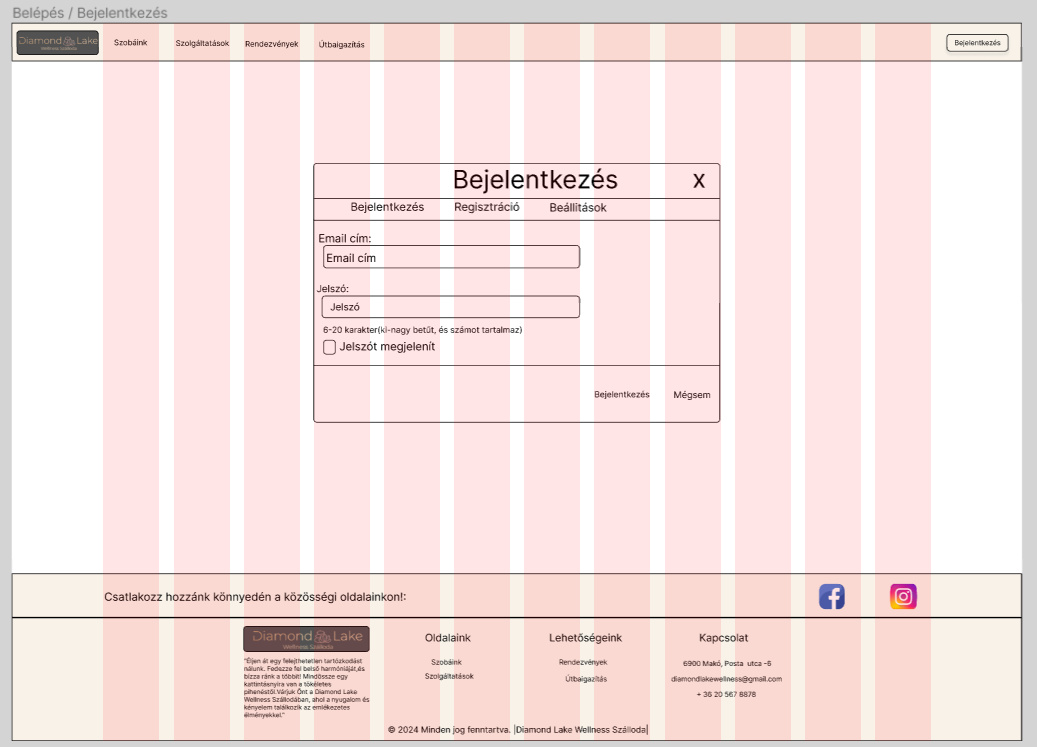 Belépés / Bejelentkezés
Diamond Lake
Wellness Szálloda
Szobáink
Szolgáltatások
Rendezvények
Útbaigazítás
Bejelentkezés
Bejelentkezés
X
Bejelentkezés
Regisztráció
Beállítások
Email cím:
Email cím
Jelszó:
Jelszó
6-20 karakter(ki-nagy betűt, és számot tartalmaz)
Jelszót megjelenít
Bejelentkezés
Mégsem
Csatlakozz hozzánk könnyedén a közösségi oldalainkon!:
Diamond Lake
Wellness Szálloda
"Éljen át egy felejthetetlen tartózkodást
nálunk. Fedezze fel belső harmóniáját,és
bízza ránk a többit! Mindössze egy
kattintásnyira van a tökéletes
pihenéstől.Várjuk Önt a Diamond Lake
Wellness Szállodában, ahol a nyugalom és
kényelem találkozik az emlékezetes
élményekkel."
Oldalaink
Szobáink
Szolgáltatások
Lehetőségeink
Rendezvények
Útbaigazítás
Kapcsolat
6900 Makó, Posta utca -6
diamondlakewellness@gmail.com
+ 36 20 567 8878
© 2024 Minden jog fenntartva. |Diamond Lake Wellness Szálloda|